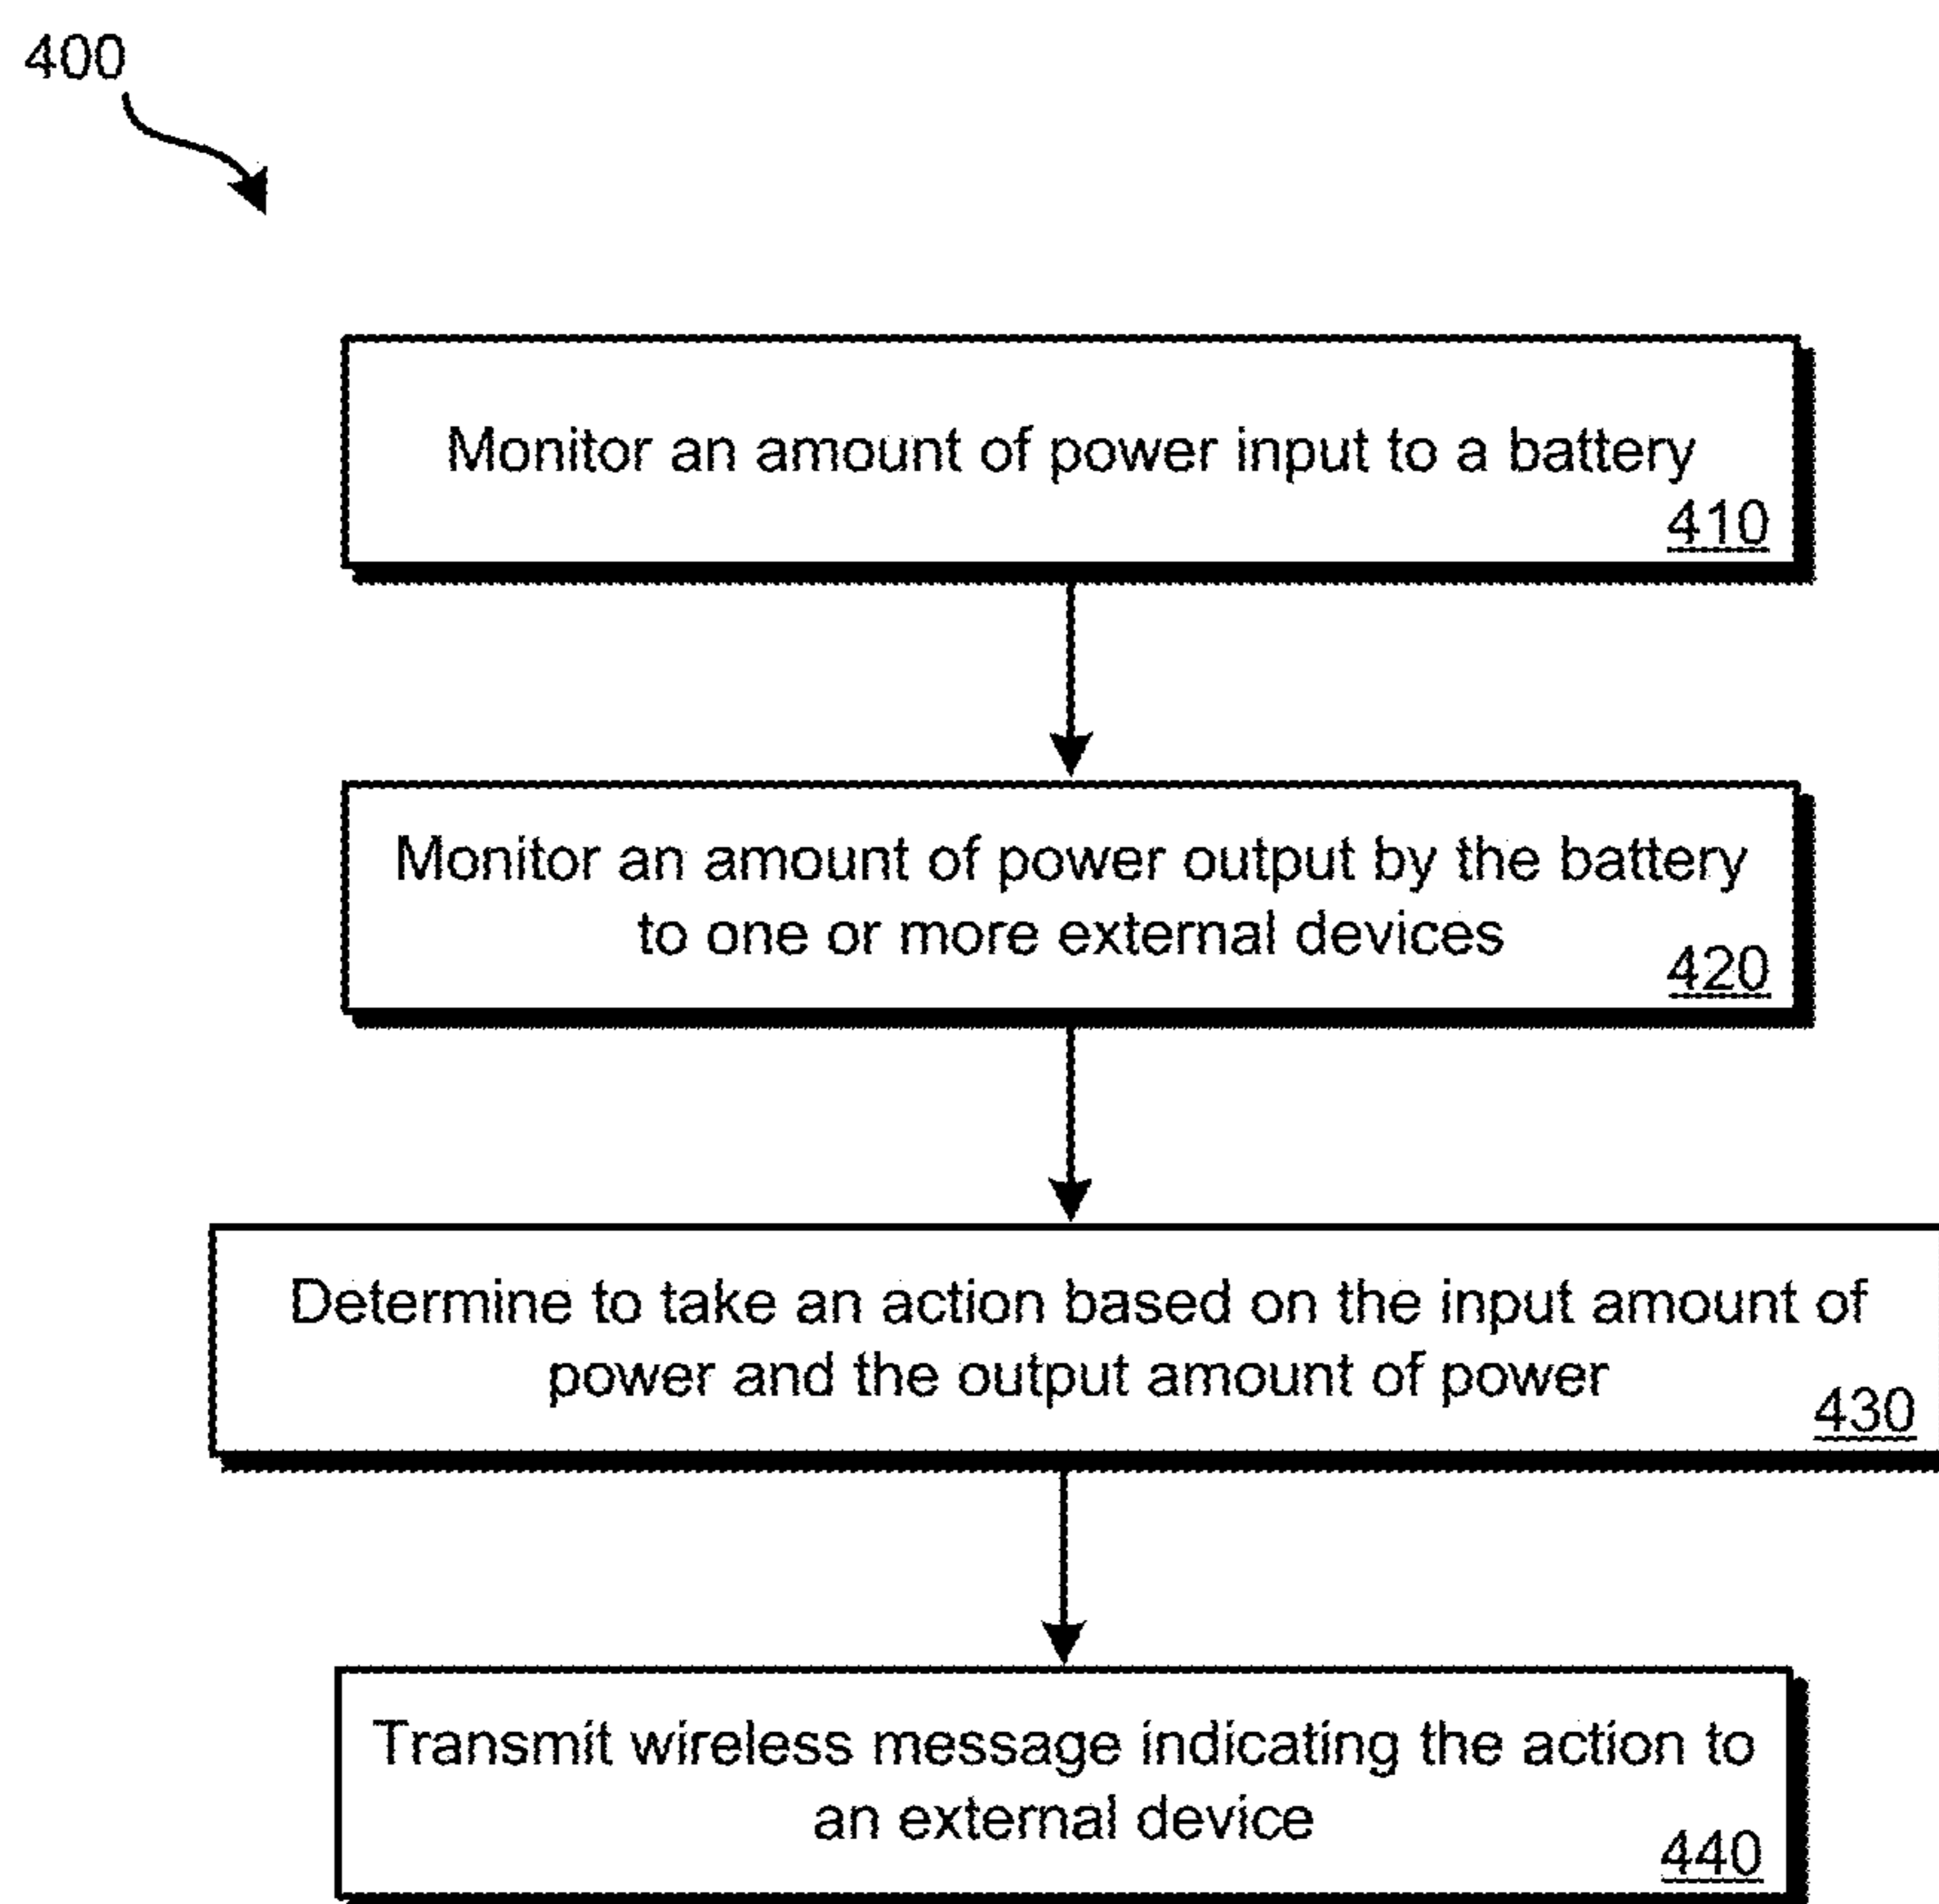 400
Monitor an amount of power input to a battery
410
Monitor an amount of power output by the battery
to one or more external devices
420
Determine to take an action based on the input amount of
power and the output amount of power
430
Transmit wireless message indicating the action to
an external device
440